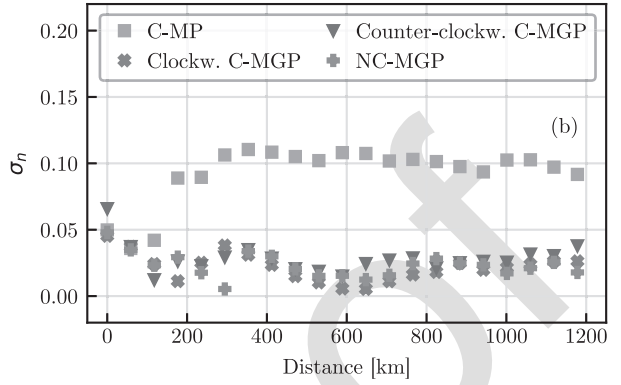 C-MP
Counter-clockw. C-MGP
Clockw. C-MGP
NC-MGP
(b)
0.20
0.15
0.10
0.05
0.00
σn
0 200 400 600 800 1000 1200
Distance [km]
of